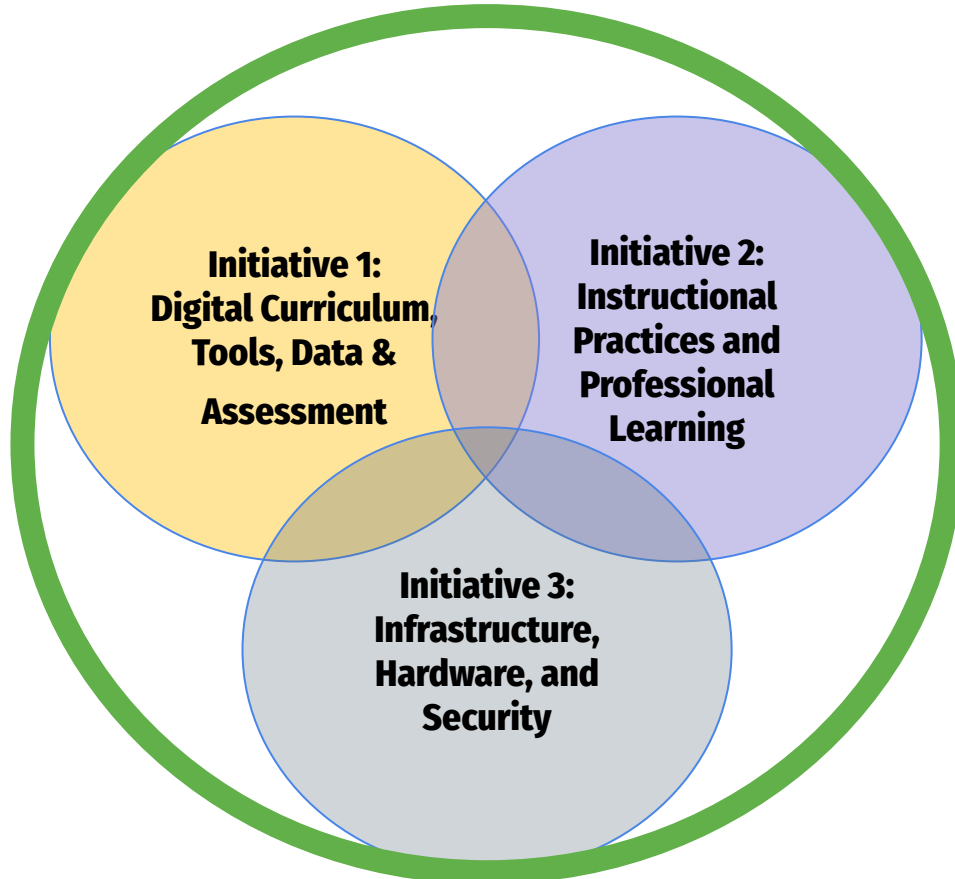 Initiative 1:
Digital Curriculum,
Tools, Data &
Assessment
Initiative 2:
Instructional
Practices and
Professional
Learning
Initiative 3:
Infrastructure,
Hardware, and
Security